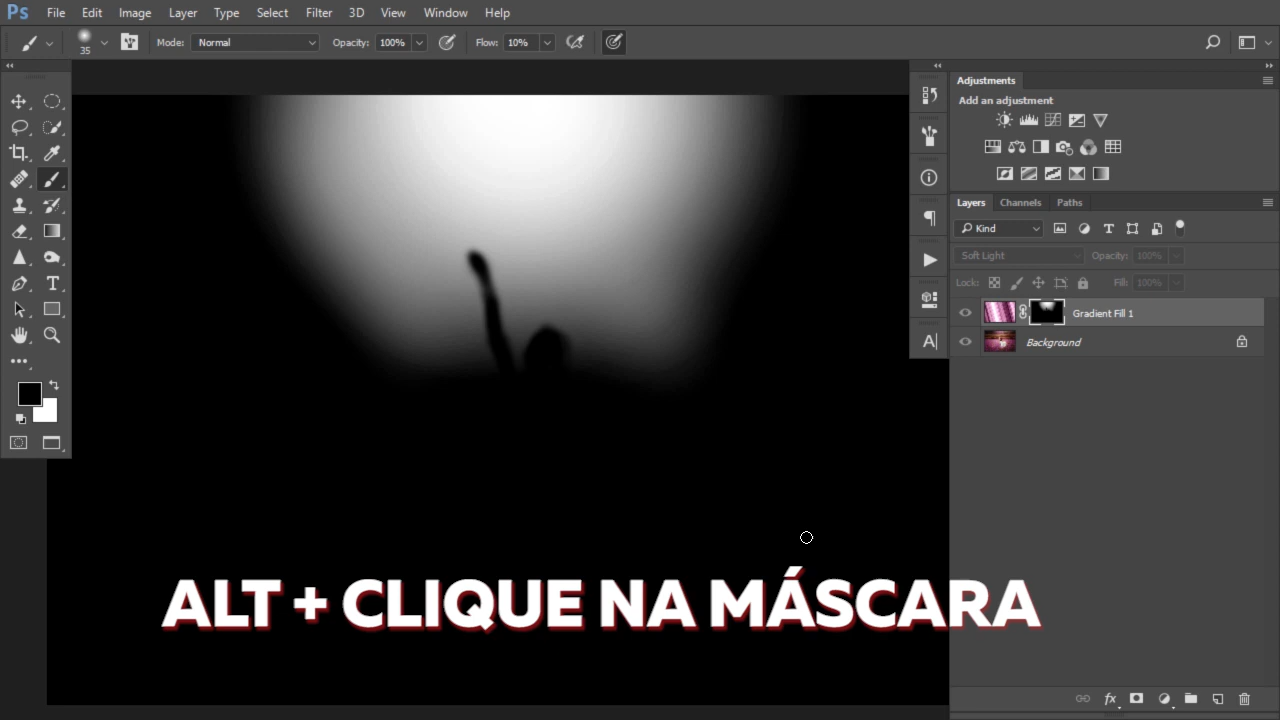 Ps File Edit Image Layer Type Select Filter 3D View Window Help
35 Mode: Normal Opacity: 100% Flow: 10%
Adjustments
Add an adjustment
Layers Channels Paths
Kind
Soft Light Opacity: 100%
Lock: Fill: 100%
Gradient Fill 1
Background
ALT + CLIQUE NA MÁSCARA